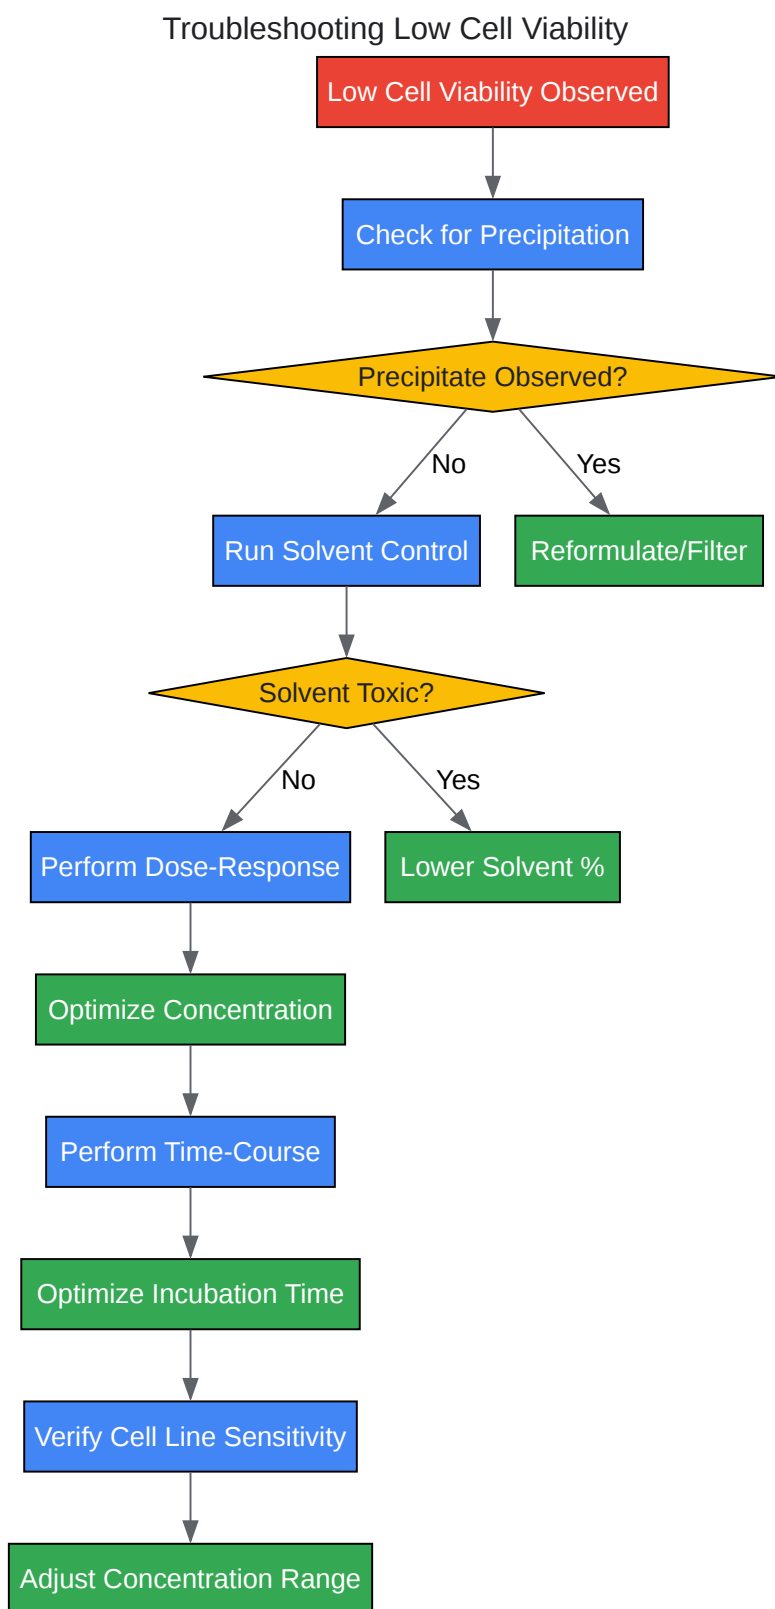 Troubleshooting Low Cell Viability
Low Cell Viability Observed
Check for Precipitation
Precipitate Observed?
No
Yes
Run Solvent Control
Reformulate/Filter
Solvent Toxic?
No
Yes
Perform Dose-Response
Lower Solvent %
Optimize Concentration
Perform Time-Course
Optimize Incubation Time
Verify Cell Line Sensitivity
Adjust Concentration Range